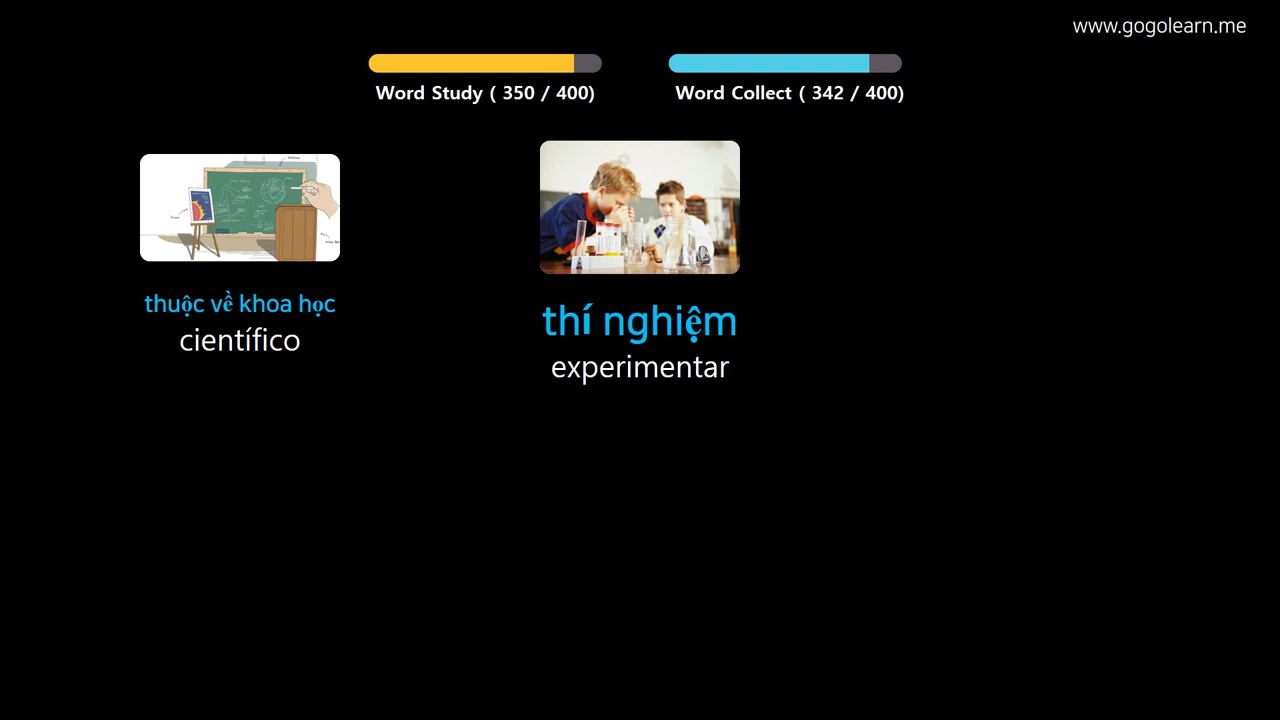 www.gogolearn.me
Word Study ( 350 / 400)
Word Collect ( 342 / 400)
thuộc về khoa học
científico
thí nghiệm
experimentar